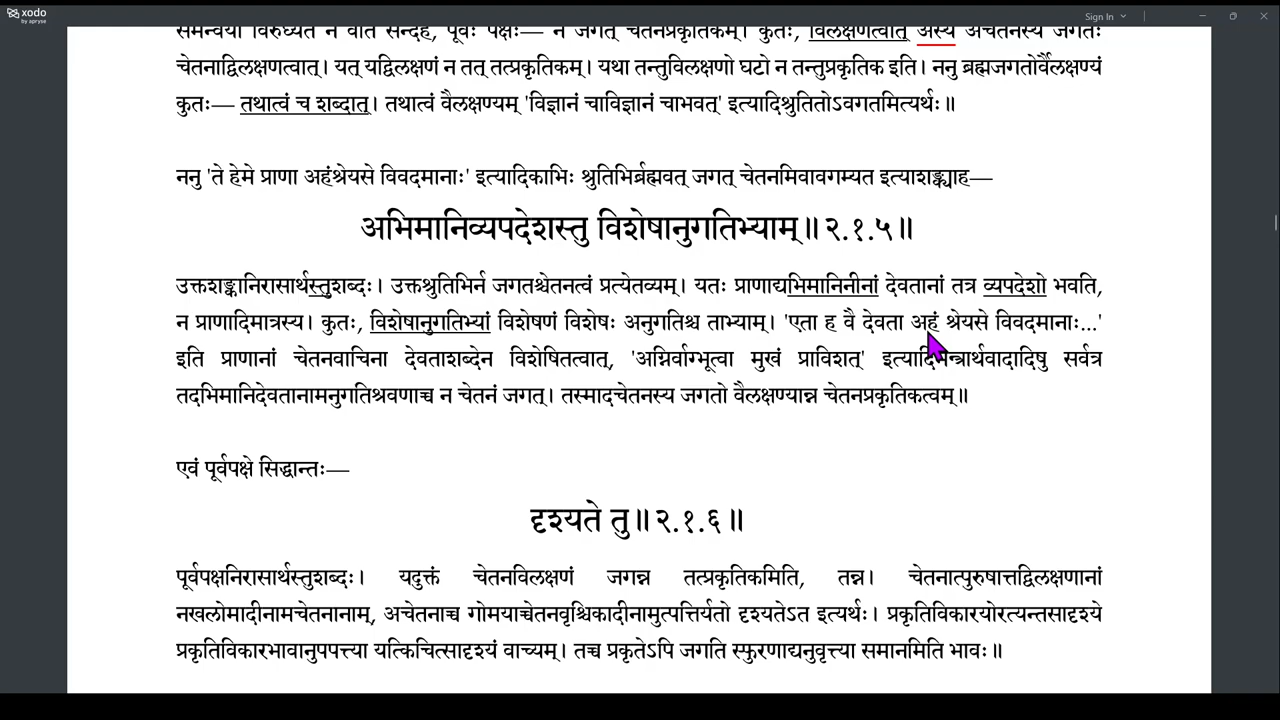 xodo
by apryse
Sign In
समन्वयो विरुध्यते न वेति सन्देहे, पूर्वः पक्षः— न जगत् चेतनप्रकृतिकम्। कुतः, विलक्षणत्वात् अस्य अचेतनस्य जगतः
चेतनाद्विलक्षणत्वात्। यत् यद्विलक्षणं न तत् तत्प्रकृतिकम्। यथा तन्तुविलक्षणो घटो न तन्तुप्रकृतिक इति। ननु ब्रह्मजगतोर्वैलक्षण्यं
कुतः— तथात्वं च शब्दात्। तथात्वं वैलक्षण्यम् 'विज्ञानं चाविज्ञानं चाभवत्' इत्यादिश्रुतितोऽवगतमित्यर्थः॥
ननु 'ते हेमे प्राणा अहंश्रेयसे विवदमानाः' इत्यादिकाभिः श्रुतिभिर्ब्रह्मवत् जगत् चेतनमिवावगम्यत इत्याशङ्क्याह—
अभिमानिव्यपदेशस्तु विशेषानुगतिभ्याम्॥२.१.५॥
उक्तशङ्कानिरासार्थस्तुशब्दः। उक्तश्रुतिभिर्न जगतश्चेतनत्वं प्रत्येतव्यम्। यतः प्राणाद्यभिमानिनीनां देवतानां तत्र व्यपदेशो भवति,
न प्राणादिमात्रस्य। कुतः, विशेषानुगतिभ्यां विशेषणं विशेषः अनुगतिश्च ताभ्याम्। 'एता ह वै देवता अहं श्रेयसे विवदमानाः...'
इति प्राणानां चेतनवाचिना देवताशब्देन विशेषितत्वात्, 'अग्निर्वाग्भूत्वा मुखं प्राविशत्' इत्यादिमन्त्रार्थवादादिषु सर्वत्र
तदभिमानिदेवतानामनुगतिश्रवणाच्च न चेतनं जगत्। तस्मादचेतनस्य जगतो वैलक्षण्यान्न चेतनप्रकृतिकत्वम्॥
एवं पूर्वपक्षे सिद्धान्तः—
दृश्यते तु॥२.१.६॥
पूर्वपक्षनिरासार्थस्तुशब्दः। यदुक्तं चेतनविलक्षणं जगन्न तत्प्रकृतिकमिति, तन्न। चेतनात्पुरुषात्तद्विलक्षणानां
नखलोमादीनामचेतनानाम्, अचेतनाच्च गोमयाच्चेतनवृश्चिकादीनामुत्पत्तिर्यतो दृश्यतेऽत इत्यर्थः। प्रकृतिविकारयोरत्यन्तसादृश्ये
प्रकृतिविकारभावानुपपत्त्या यत्किचित्सादृश्यं वाच्यम्। तच्च प्रकृतेऽपि जगति स्फुरणाद्यनुवृत्त्या समानमिति भावः॥